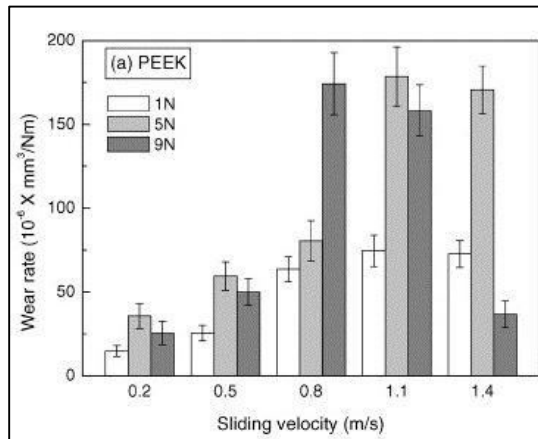 200
150
100
50
0
Wear rate (10⁻⁶ X mm³/Nm)
(a) PEEK
1N
5N
9N
0.2 0.5 0.8 1.1 1.4
Sliding velocity (m/s)